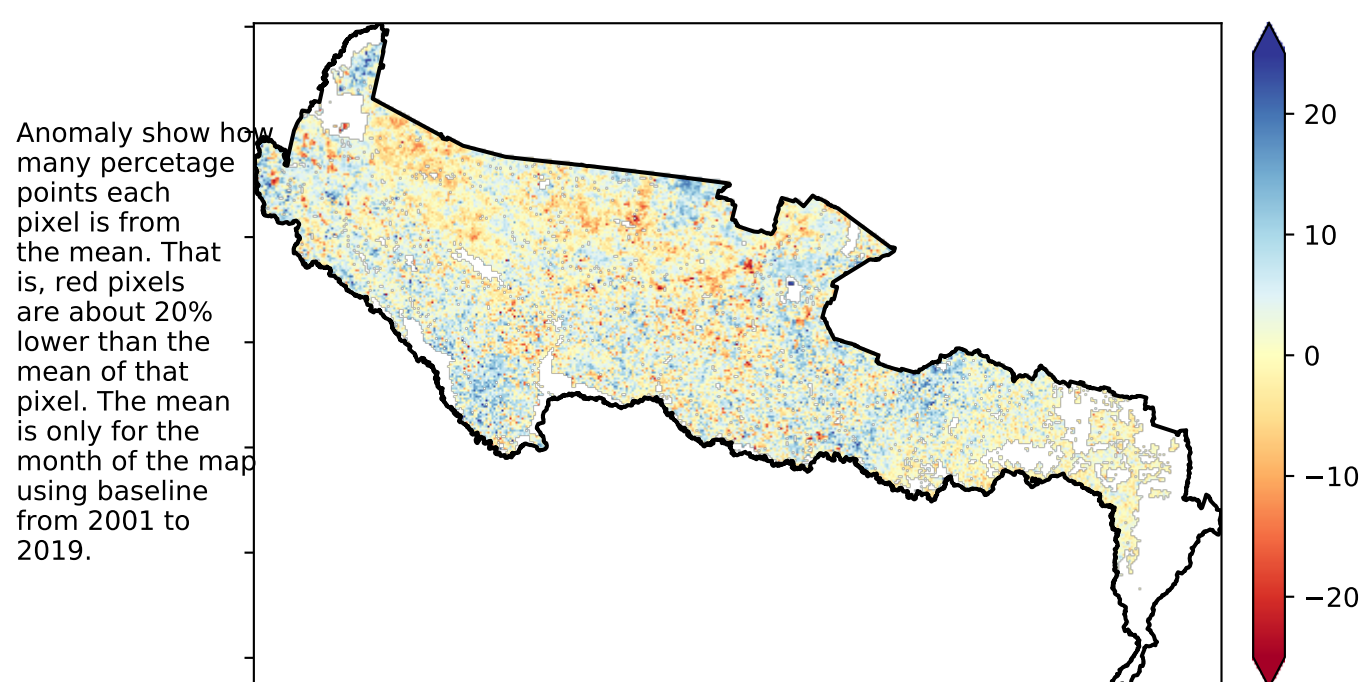 Anomaly show how
many percetage
points each
pixel is from
the mean. That
is, red pixels
are about 20%
lower than the
mean of that
pixel. The mean
is only for the
month of the map
using baseline
from 2001 to
2019.
20
10
0
−10
−20